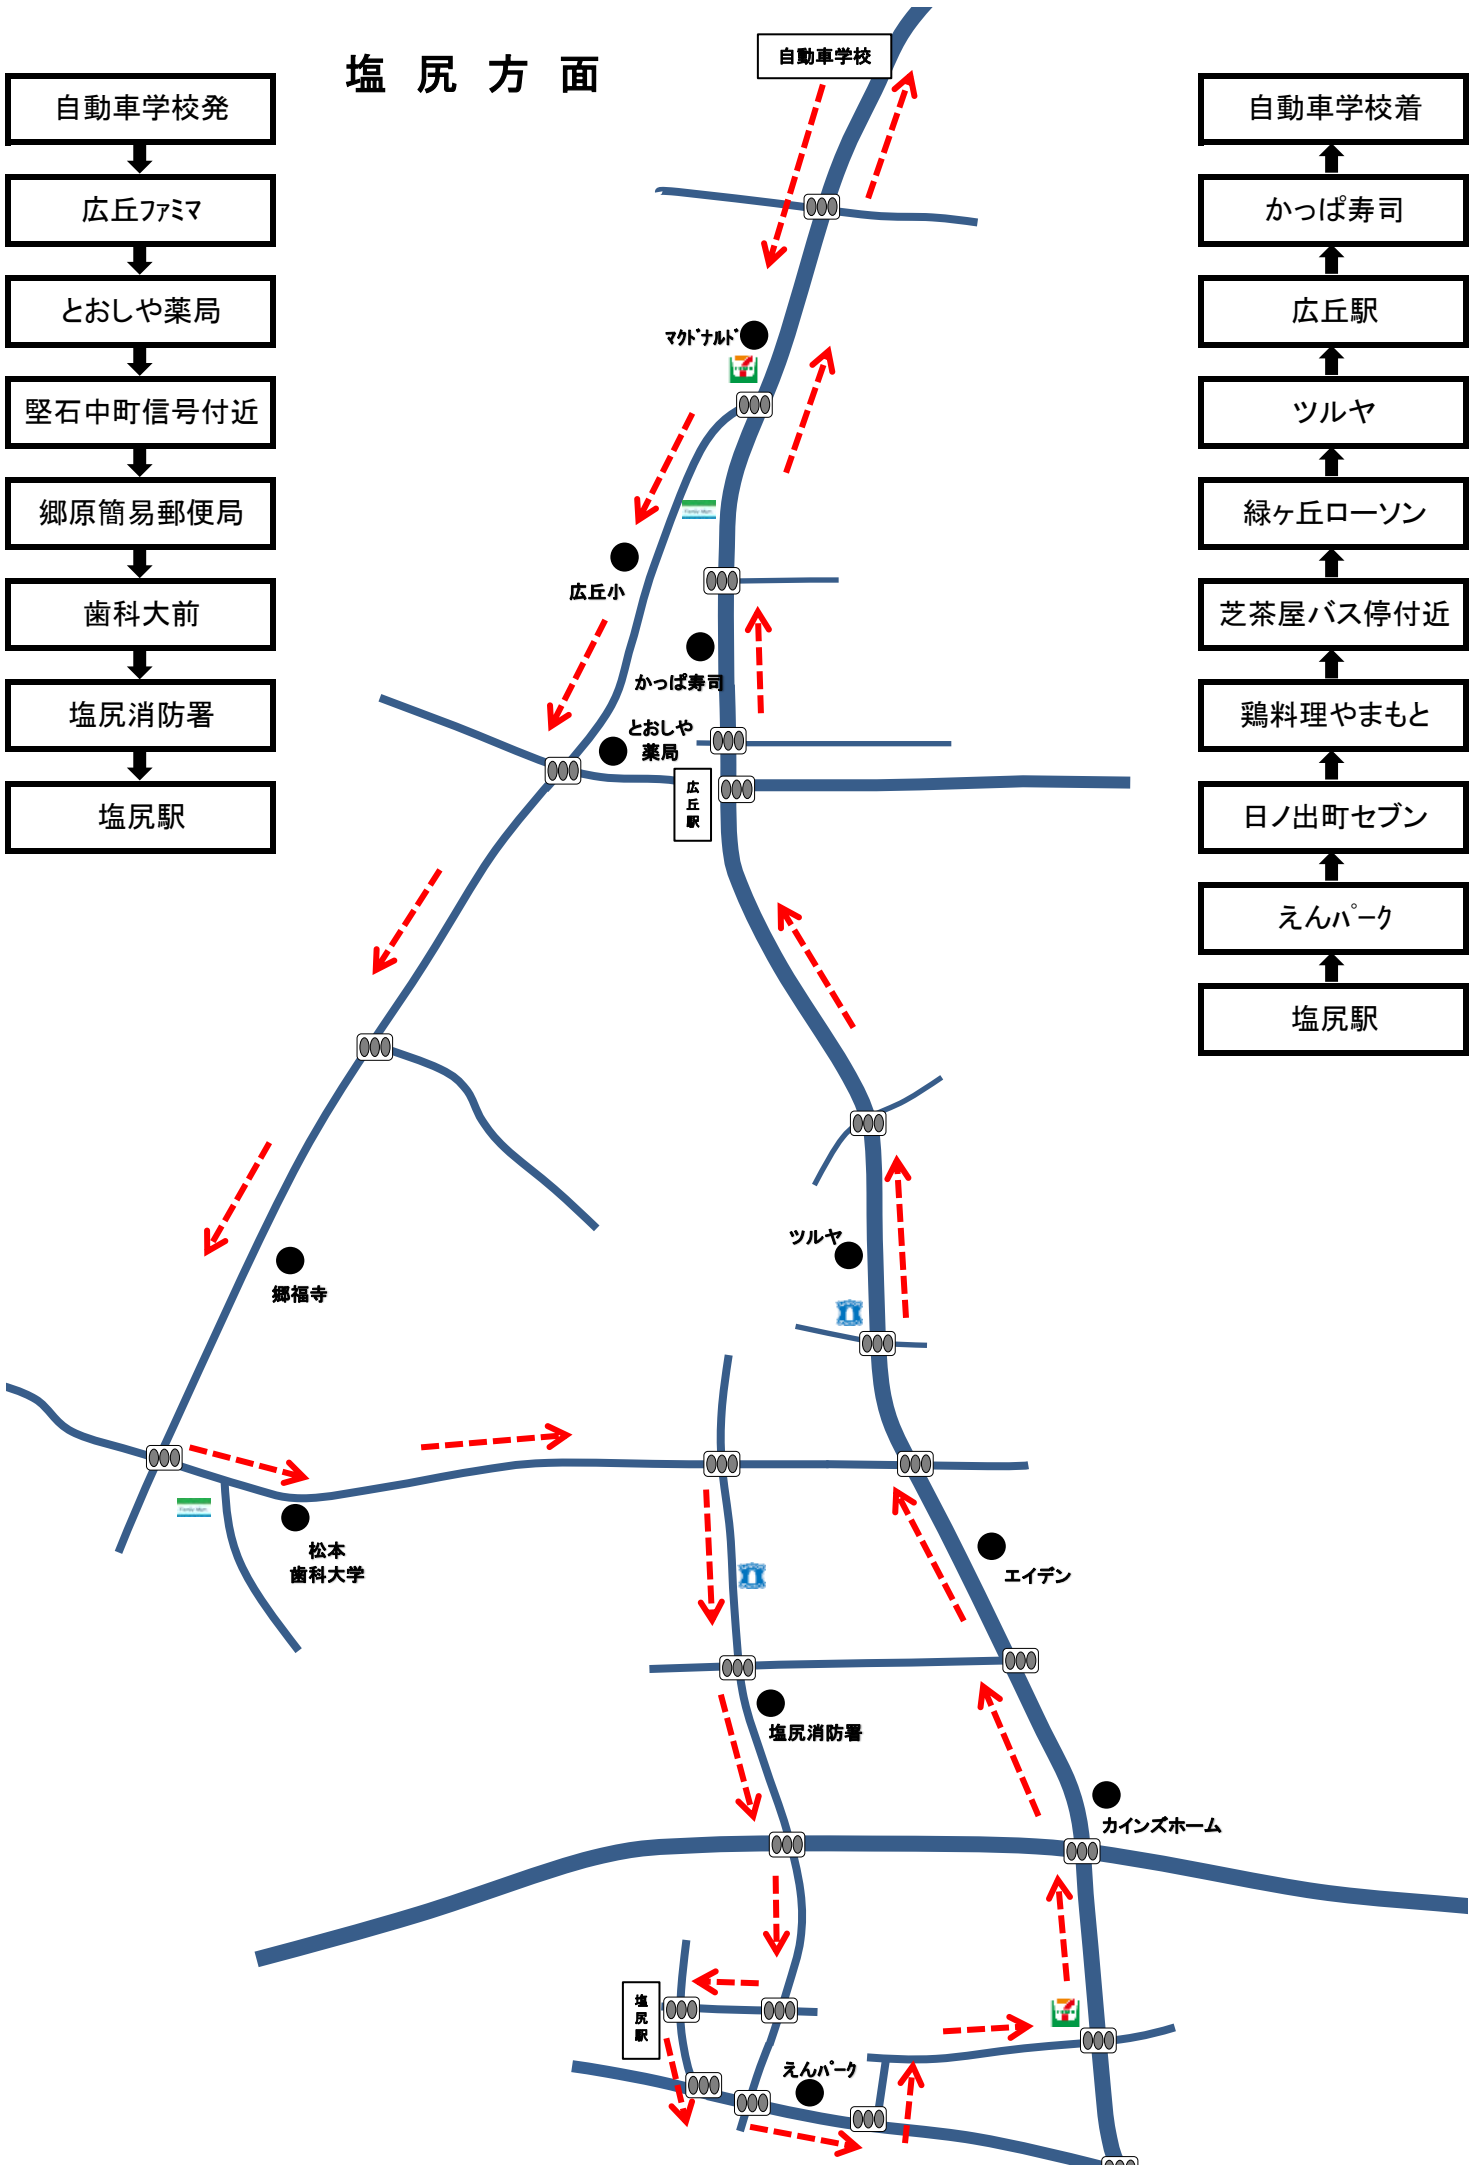 塩尻方面
自動車学校発
広丘ファミマ
とおしや薬局
堅石中町信号付近
郷原簡易郵便局
歯科大前
塩尻消防署
塩尻駅
自動車学校着
かっぱ寿司
広丘駅
ツルヤ
緑ヶ丘ローソン
芝茶屋バス停付近
鶏料理やまもと
日ノ出町セブン
えんパーク
塩尻駅
自動車学校
マクドナルド
FamilyMart
広丘小
かっぱ寿司
とおしや
薬局
広丘駅
ツルヤ
郷福寺
FamilyMart
松本
歯科大学
エイデン
塩尻消防署
カインズホーム
塩尻駅
えんパーク